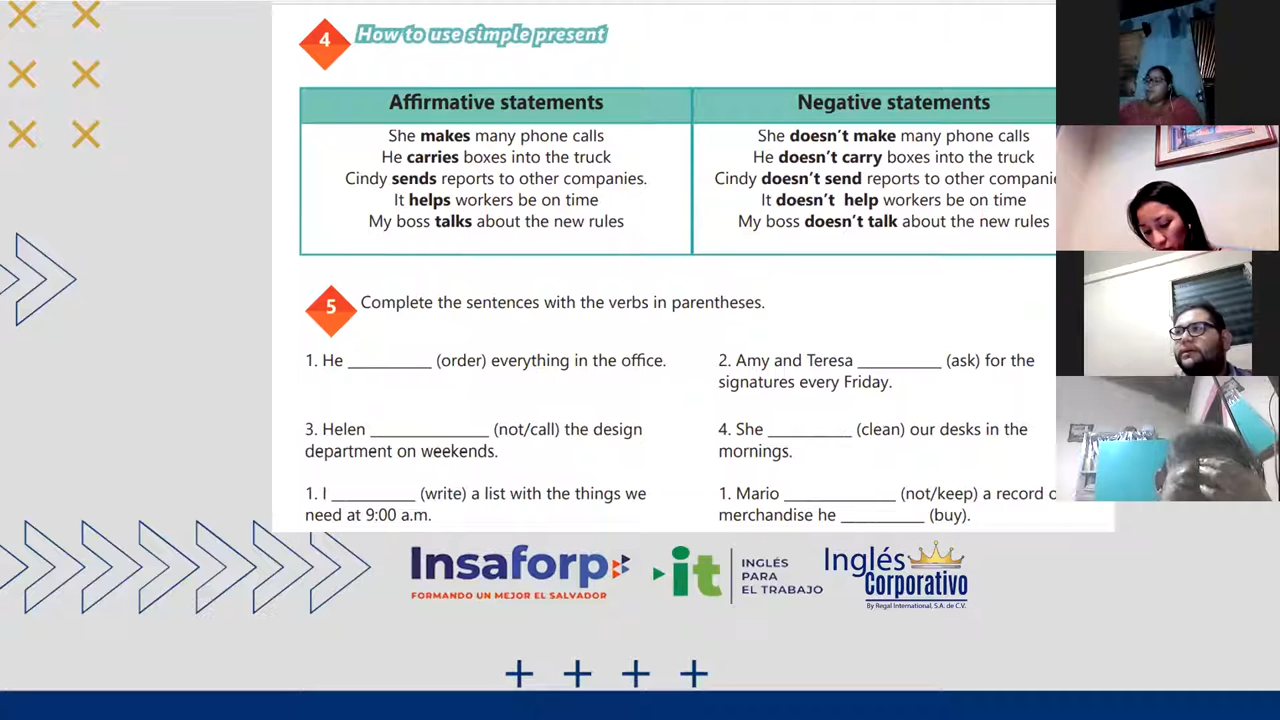 4 How to use simple present
Affirmative statements
She makes many phone calls
He carries boxes into the truck
Cindy sends reports to other companies.
It helps workers be on time
My boss talks about the new rules
Negative statements
She doesn't make many phone calls
He doesn't carry boxes into the truck
Cindy doesn't send reports to other
It doesn't help workers be on time
My boss doesn't talk about the new rules
5 Complete the sentences with the verbs in parentheses.
1. He __________ (order) everything in the office.
2. Amy and Teresa __________ (ask) for the
signatures every Friday.
3. Helen ______________ (not/call) the design
department on weekends.
4. She __________ (clean) our desks in the
mornings.
1. I __________ (write) a list with the things we
need at 9:00 a.m.
1. Mario _____________ (not/keep) a record
merchandise he __________ (buy).
Insaforp
FORMANDO UN MEJOR EL SALVADOR
it
INGLÉS
PARA
EL TRABAJO
Inglés
Corporativo
By Regal International, S.A. de C.V.